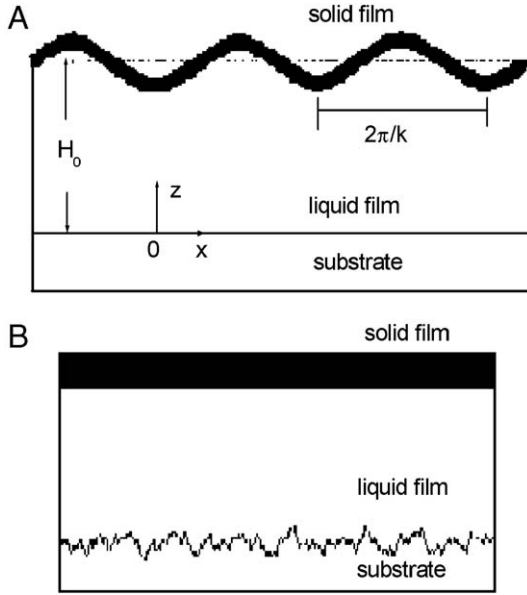 A
solid film
2π/k
H₀
z
liquid film
0
x
substrate
B
solid film
liquid film
substrate